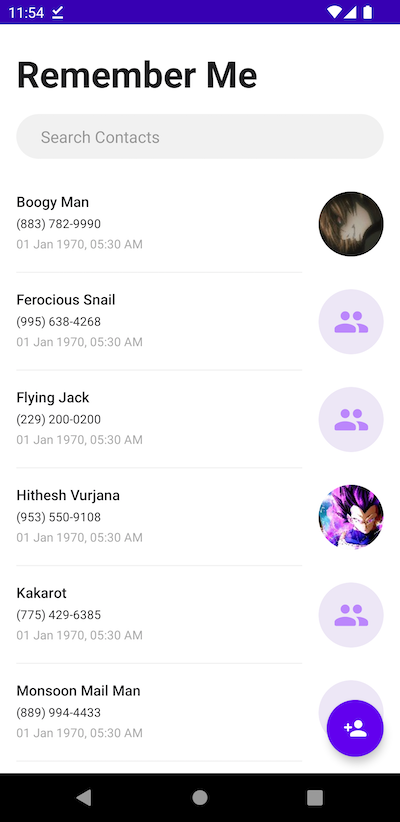 11:54
Remember Me
Search Contacts
Boogy Man
(883) 782-9990
01 Jan 1970, 05:30 AM
Ferocious Snail
(995) 638-4268
01 Jan 1970, 05:30 AM
Flying Jack
(229) 200-0200
01 Jan 1970, 05:30 AM
Hithesh Vurjana
(953) 550-9108
01 Jan 1970, 05:30 AM
Kakarot
(775) 429-6385
01 Jan 1970, 05:30 AM
Monsoon Mail Man
(889) 994-4433
01 Jan 1970, 05:30 AM